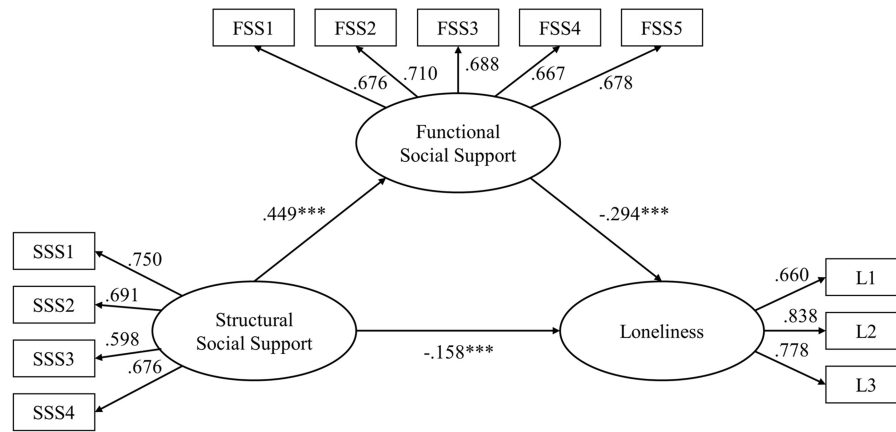 FSS1 FSS2 FSS3 FSS4 FSS5
.676 .710 .688 .667 .678
Functional
Social Support
.449*** -.294***
SSS1
.750
SSS2
.691
SSS3
.598
SSS4
.676
Structural
Social Support
-.158***
Loneliness
.660
L1
.838
L2
.778
L3